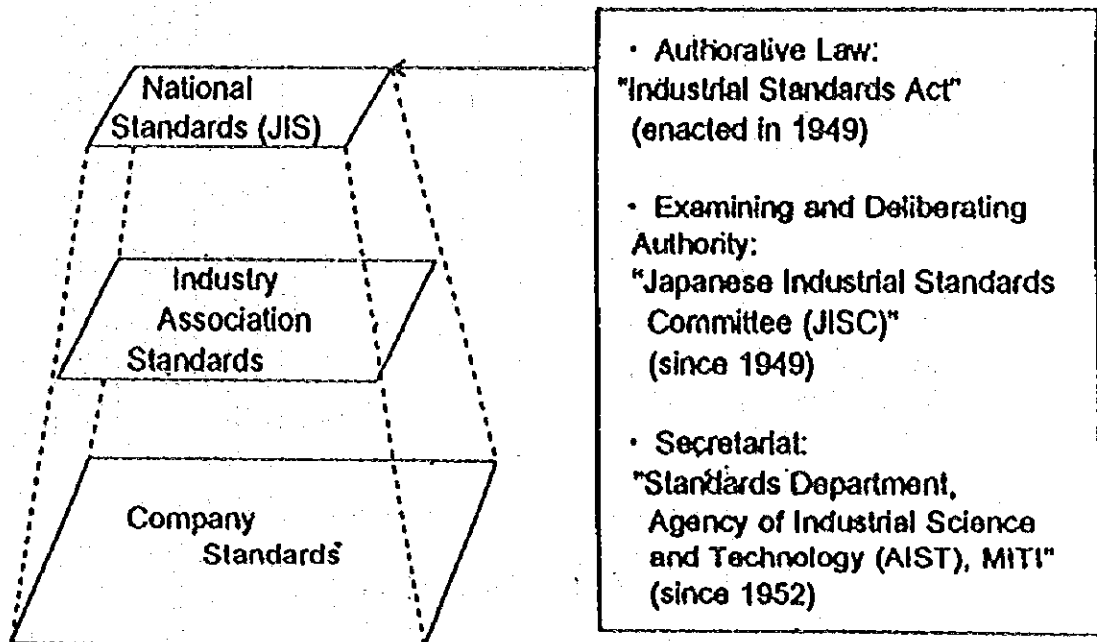 National
Standards (JIS)
Industry
Association
Standards
Company
Standards
· Authorative Law:
"Industrial Standards Act"
(enacted in 1949)
· Examining and Deliberating
Authority:
"Japanese Industrial Standards
Committee (JISC)"
(since 1949)
· Secretariat:
"Standards Department,
Agency of Industrial Science
and Technology (AIST), MITI"
(since 1952)